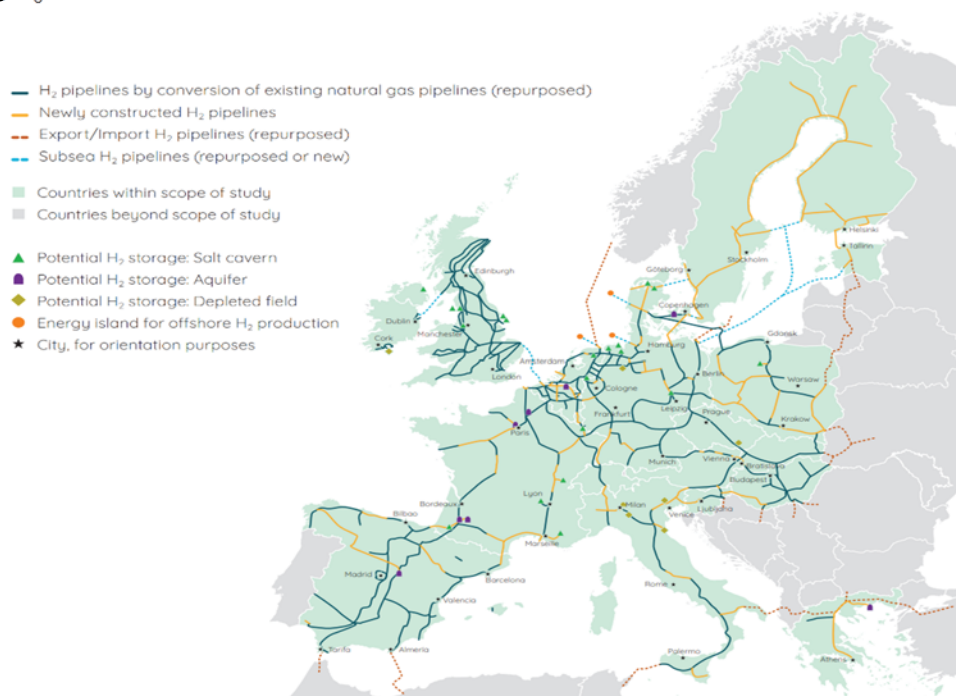 H₂ pipelines by conversion of existing natural gas pipelines (repurposed)
Newly constructed H₂ pipelines
Export/Import H₂ pipelines (repurposed)
Subsea H₂ pipelines (repurposed or new)
Countries within scope of study
Countries beyond scope of study
Potential H₂ storage: Salt cavern
Potential H₂ storage: Aquifer
Potential H₂ storage: Depleted field
Energy island for offshore H₂ production
City, for orientation purposes
Helsinki
Tallinn
Stockholm
Göteborg
Edinburgh
Copenhagen
Dublin
Manchester
Gdańsk
Cork
Hamburg
Amsterdam
London
Berlin
Warsaw
Cologne
Leipzig
Frankfurt
Prague
Krakow
Paris
Munich
Vienna
Bratislava
Budapest
Lyon
Bordeaux
Milan
Ljubljana
Venice
Bilbao
Marseille
Madrid
Barcelona
Rome
Valencia
Tarifa
Almería
Palermo
Athens